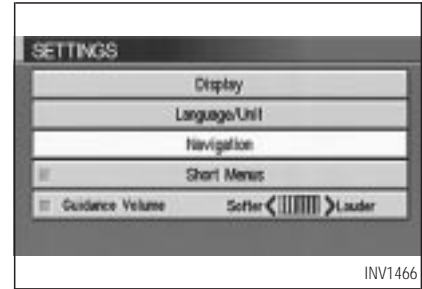 SETTINGS
Display
Language/Unit
Navigation
Short Menus
Guidance Volume Softer Louder
INV1466